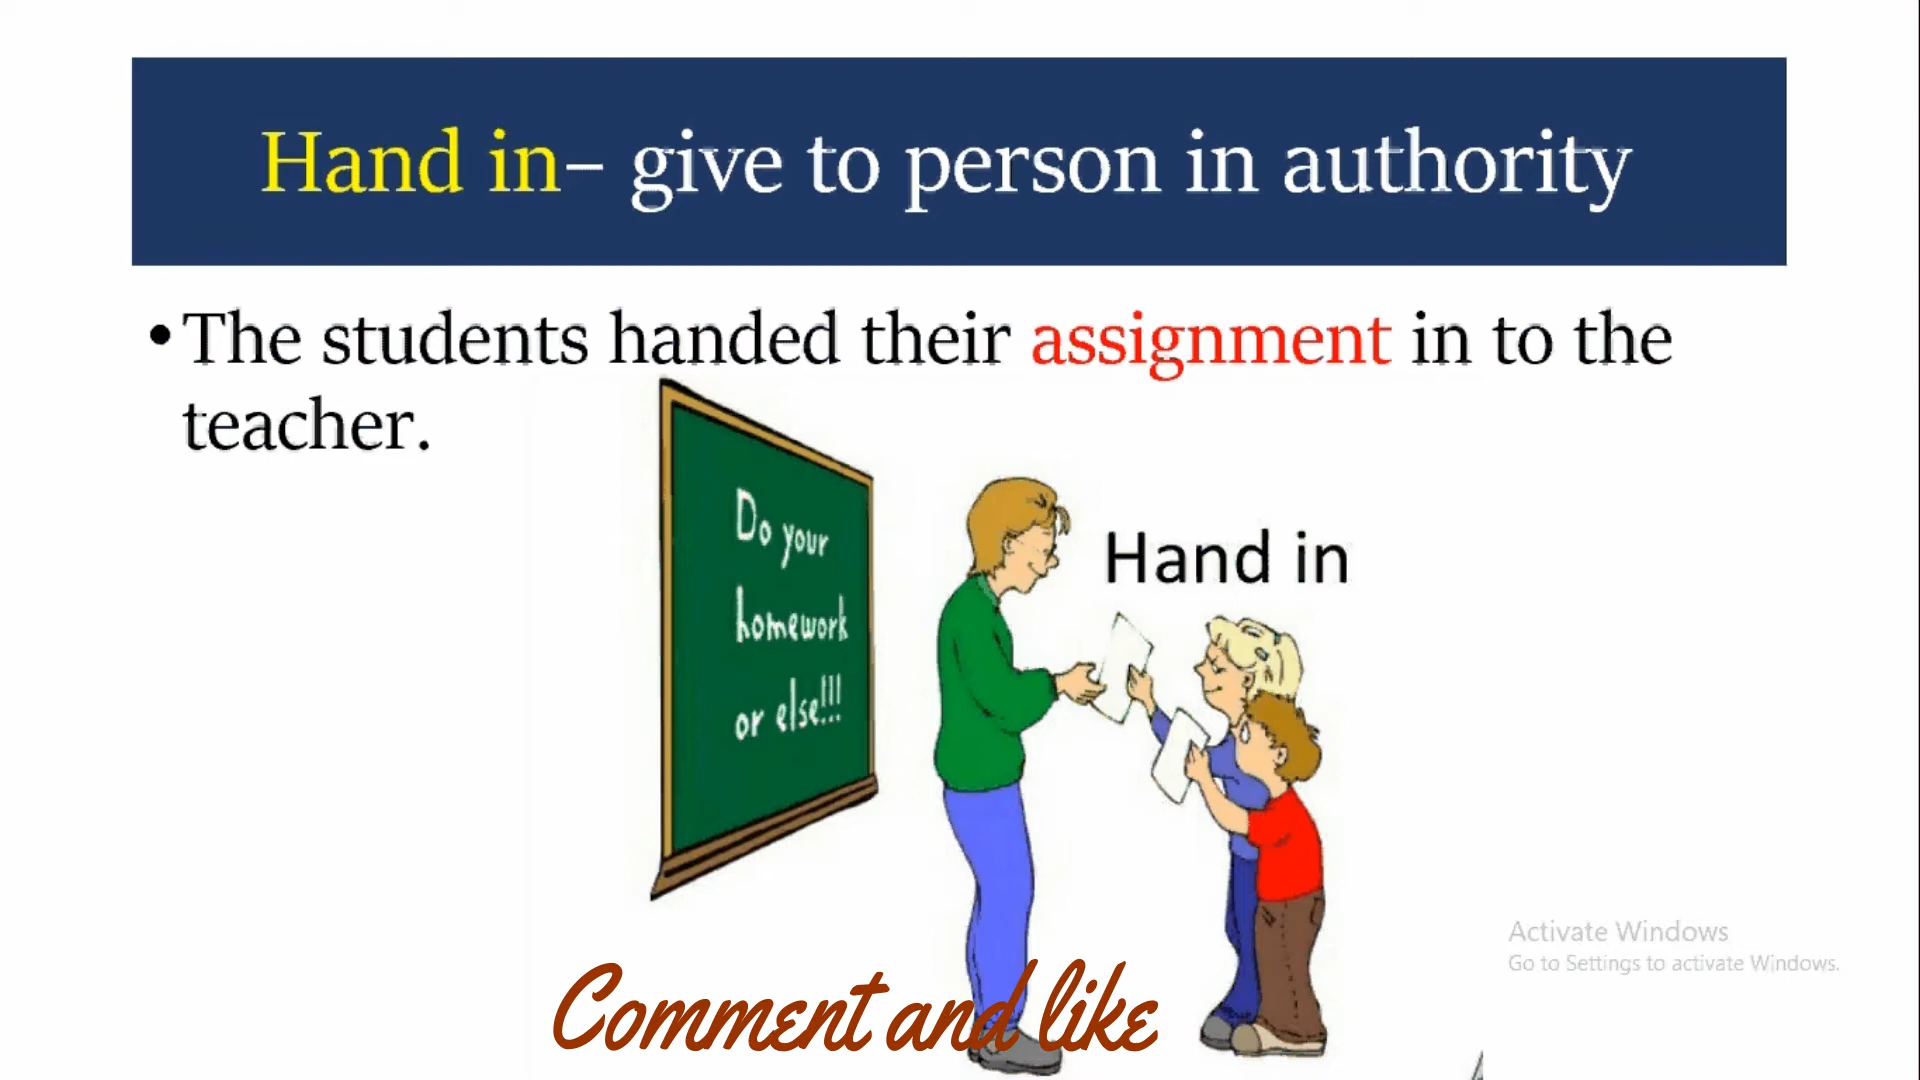 Hand in– give to person in authority
•The students handed their assignment in to the
teacher.
Do your
homework
or else!!!
Hand in
Activate Windows
Go to Settings to activate Windows.
Comment and like